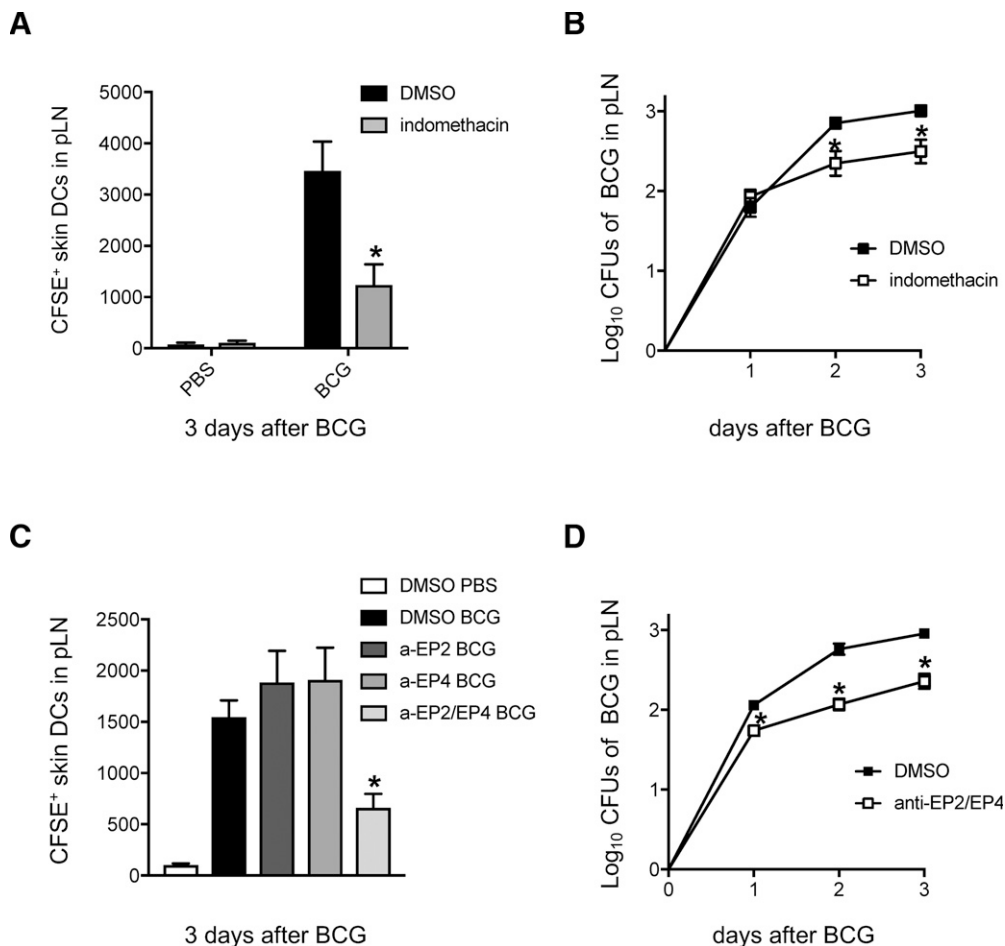 A
CFSE⁺ skin DCs in pLN
5000
4000
3000
2000
1000
0
DMSO
indomethacin
*
PBS
BCG
3 days after BCG
B
Log₁₀ CFUs of BCG in pLN
3
2
1
0
*
*
DMSO
indomethacin
1 2 3
days after BCG
C
CFSE⁺ skin DCs in pLN
2500
2000
1500
1000
500
0
DMSO PBS
DMSO BCG
a-EP2 BCG
a-EP4 BCG
a-EP2/EP4 BCG
*
3 days after BCG
D
Log₁₀ CFUs of BCG in pLN
3
2
1
0
*
*
*
DMSO
anti-EP2/EP4
0 1 2 3
days after BCG